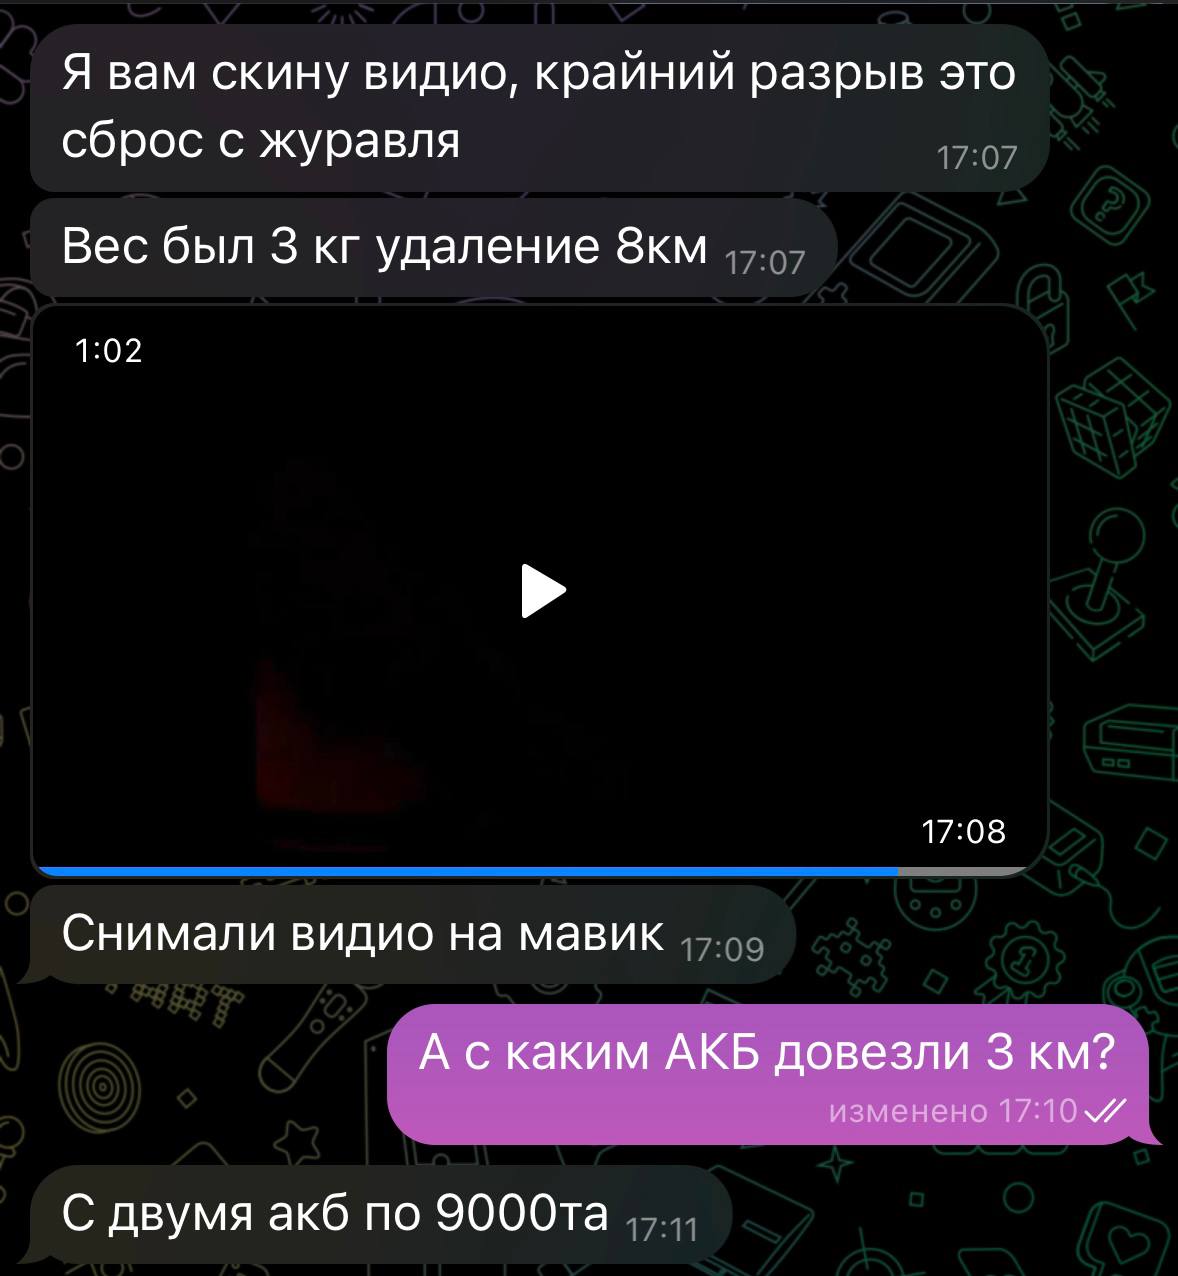 Я вам скину видио, крайний разрыв это
сброс с журавля
17:07
Вес был 3 кг удаление 8км 17:07
1:02
17:08
Снимали видио на мавик 17:09
А с каким АКБ довезли 3 км?
изменено 17:10
С двумя акб по 9000та 17:11